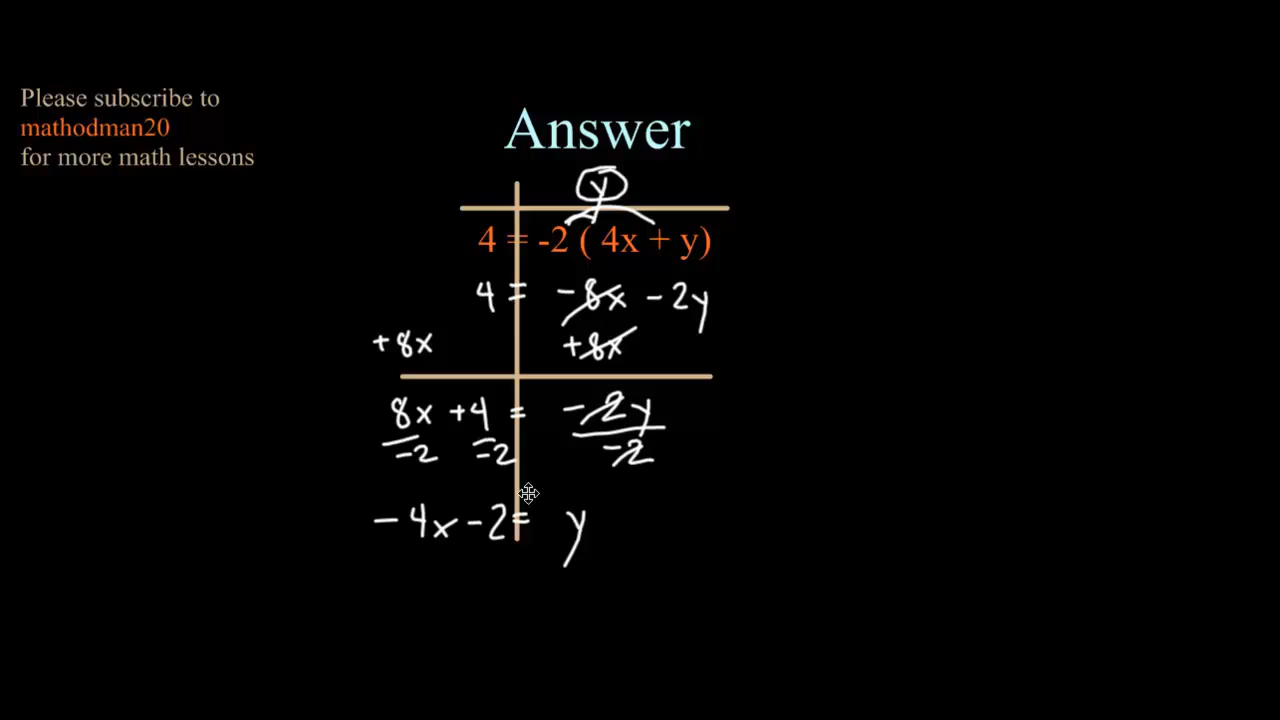 Please subscribe to
mathodman20
for more math lessons
Answer
y
4 = -2 ( 4x + y)
4 = -8x - 2y
+8x +8x
8x + 4 = -2y
-2 -2 -2
-4x - 2 = y